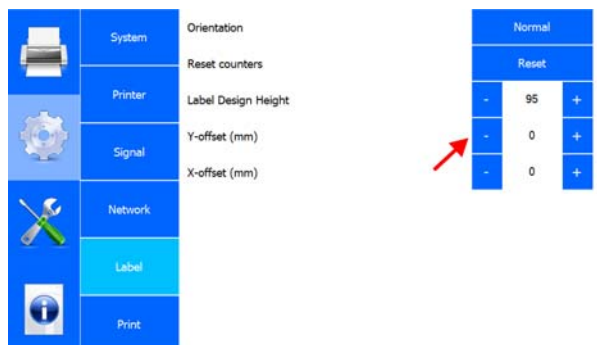 System
Printer
Signal
Network
Label
Print
Orientation
Normal
Reset counters
Reset
Label Design Height
- 95 +
Y-offset (mm)
- 0 +
X-offset (mm)
- 0 +